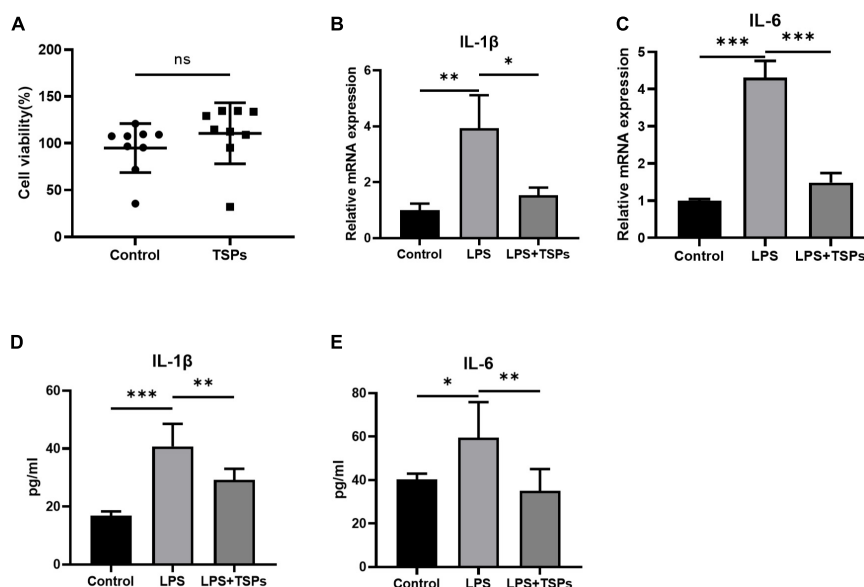 A
Cell viability(%)
200
150
100
50
0
ns
Control TSPs
B
IL-1β
Relative mRNA expression
6
4
2
0
** *
Control LPS LPS+TSPs
C
IL-6
Relative mRNA expression
5
4
3
2
1
0
*** ***
Control LPS LPS+TSPs
D
IL-1β
pg/ml
60
40
20
0
*** **
Control LPS LPS+TSPs
E
IL-6
pg/ml
80
60
40
20
0
* **
Control LPS LPS+TSPs